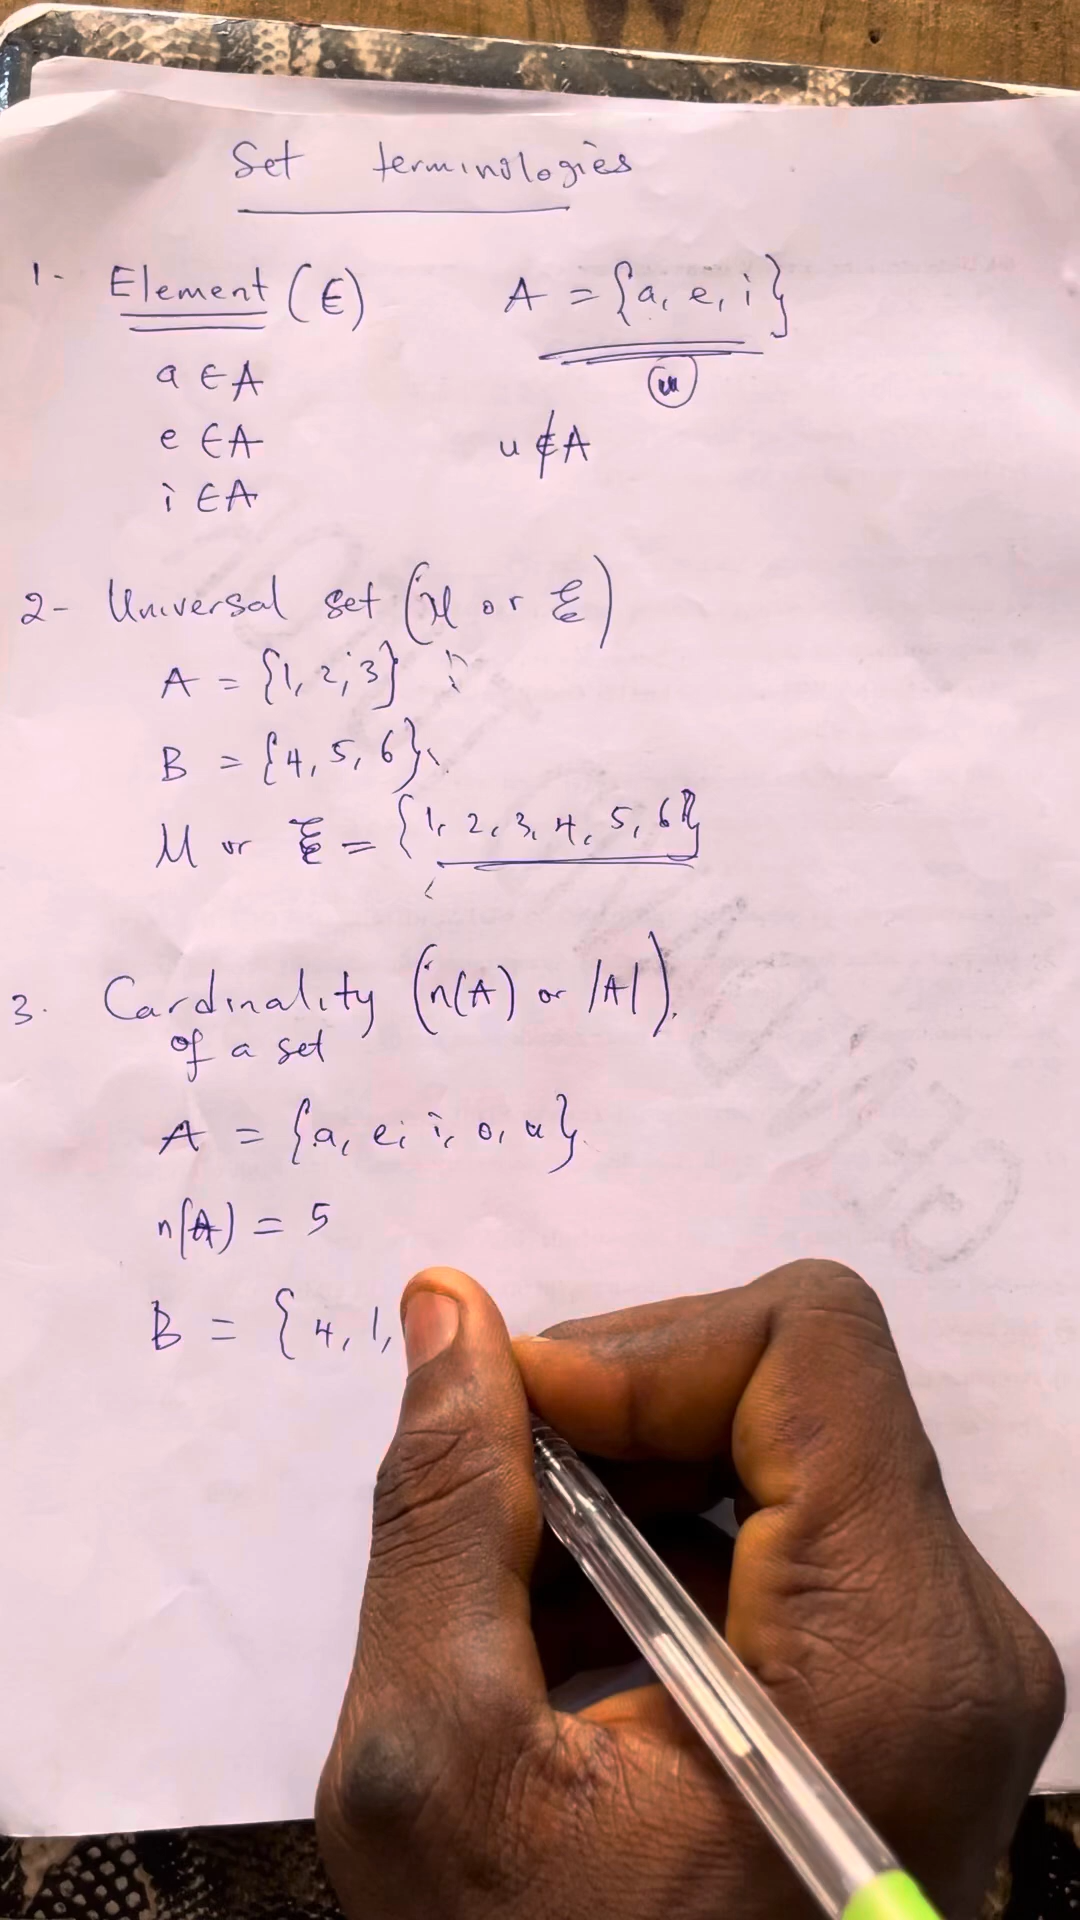 Set terminologies
1- Element (∈) A = {a, e, i}
a ∈ A
u
e ∈ A u ∉ A
i ∈ A
2- Universal set (μ or ξ)
A = {1, 2, 3}
B = {4, 5, 6}
μ or ξ = {1, 2, 3, 4, 5, 6}
3. Cardinality (n(A) or |A|).
of a set
A = {a, e, i, o, u}
n(A) = 5
B = {4, 1,